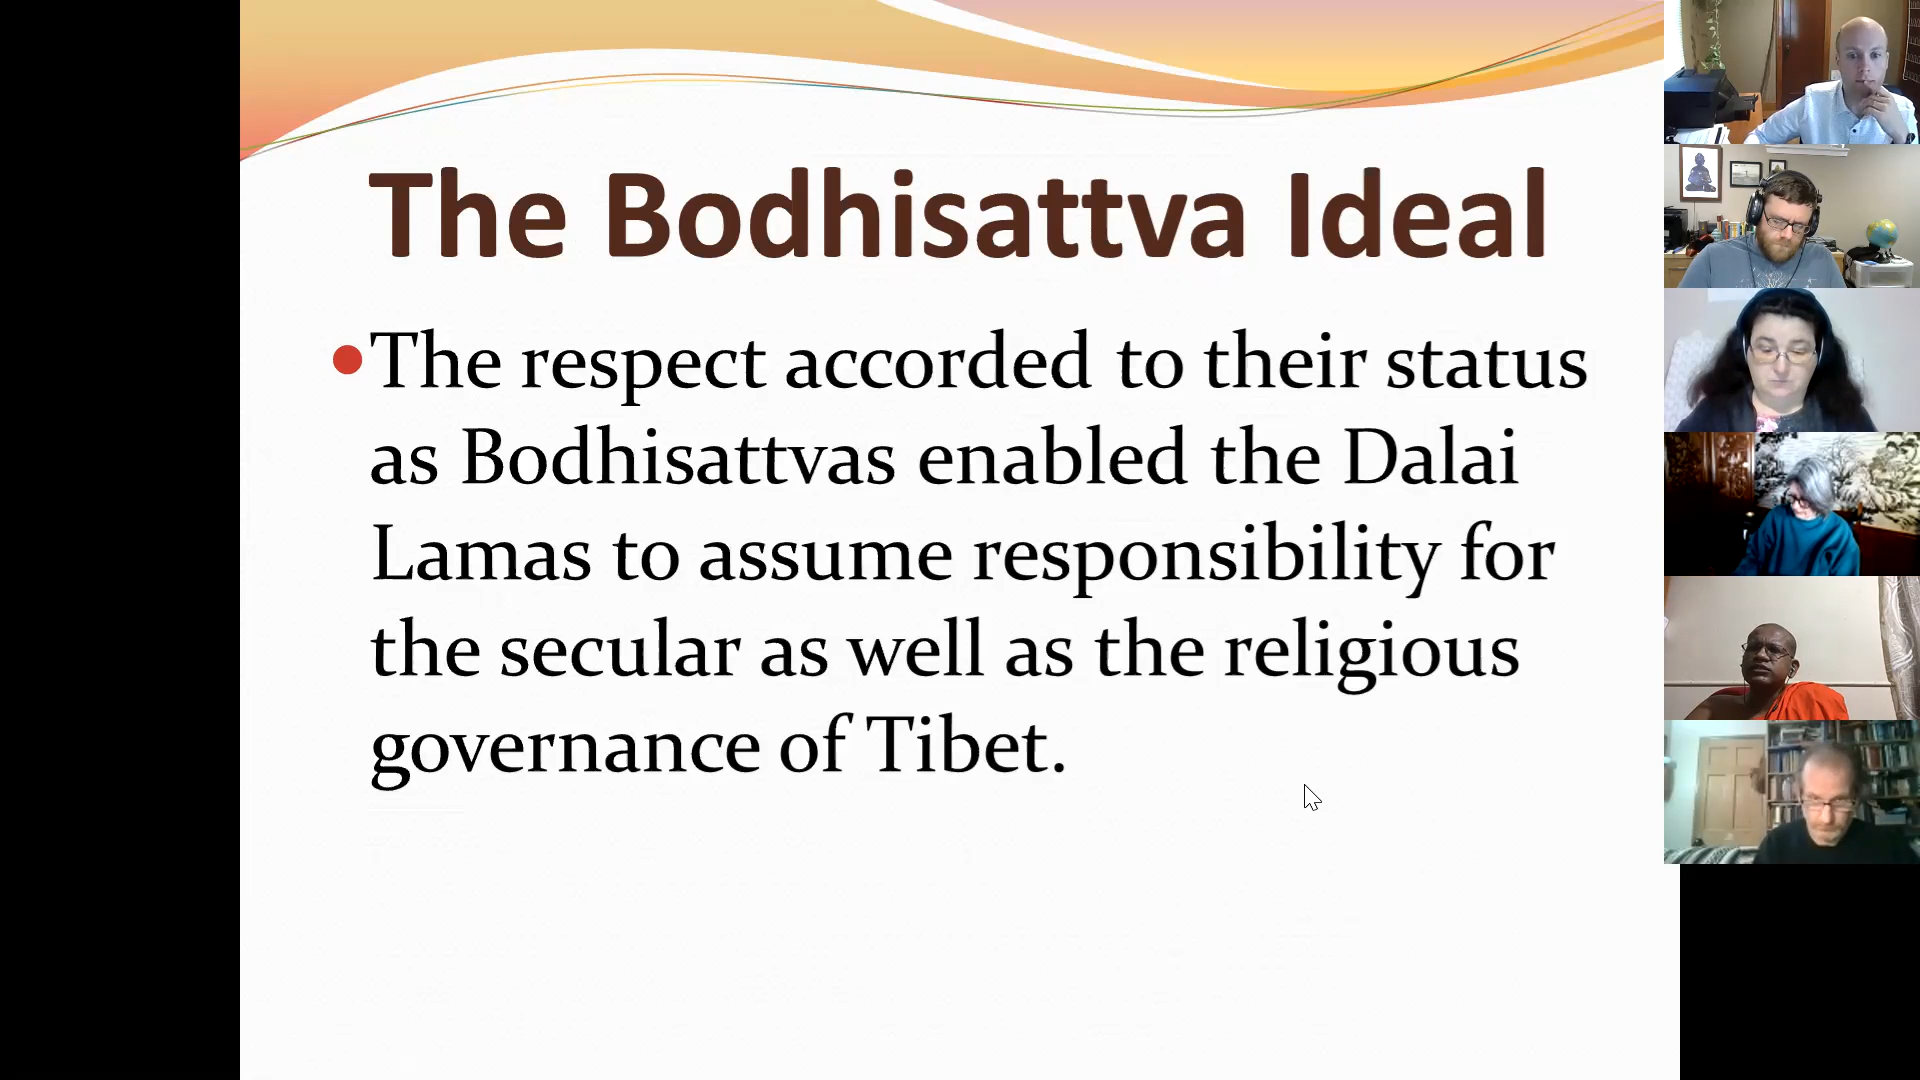 The Bodhisattva Ideal
•The respect accorded to their status
as Bodhisattvas enabled the Dalai
Lamas to assume responsibility for
the secular as well as the religious
governance of Tibet.